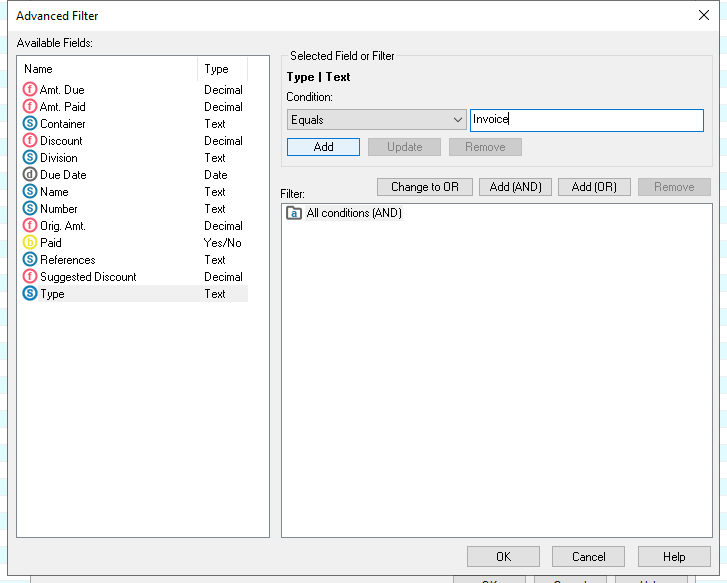 Advanced Filter
Available Fields:
Name Type
Amt. Due Decimal
Amt. Paid Decimal
Container Text
Discount Decimal
Division Text
Due Date Date
Name Text
Number Text
Orig. Amt. Decimal
Paid Yes/No
References Text
Suggested Discount Decimal
Type Text
Selected Field or Filter
Type | Text
Condition:
Equals Invoice
Add Update Remove
Filter: Change to OR Add (AND) Add (OR) Remove
All conditions (AND)
OK Cancel Help